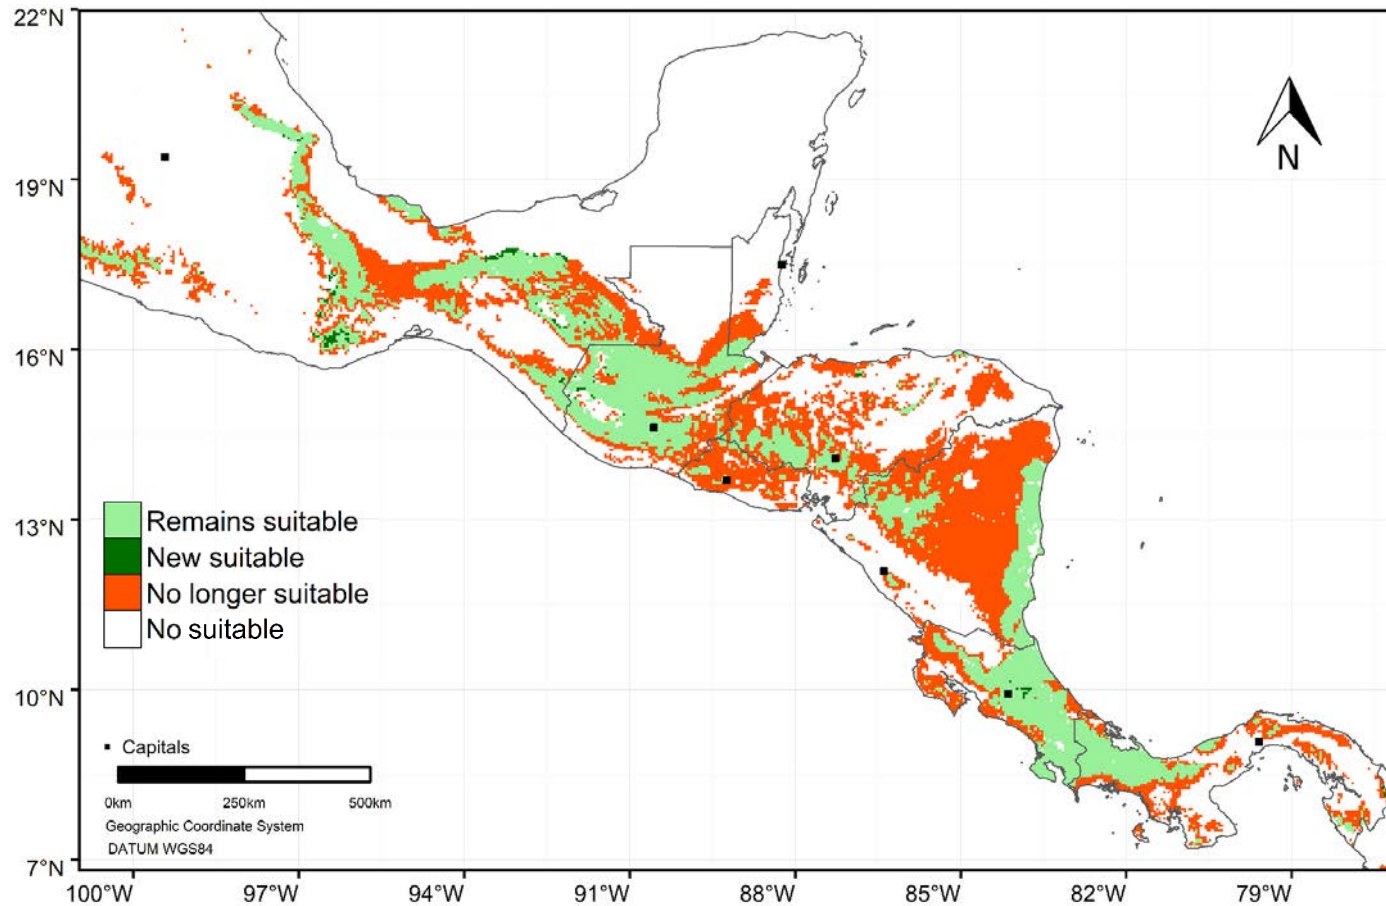 22°N
19°N
16°N
13°N
10°N
7°N
N
Remains suitable
New suitable
No longer suitable
No suitable
Capitals
0km 250km 500km
Geographic Coordinate System
DATUM WGS84
100°W 97°W 94°W 91°W 88°W 85°W 82°W 79°W